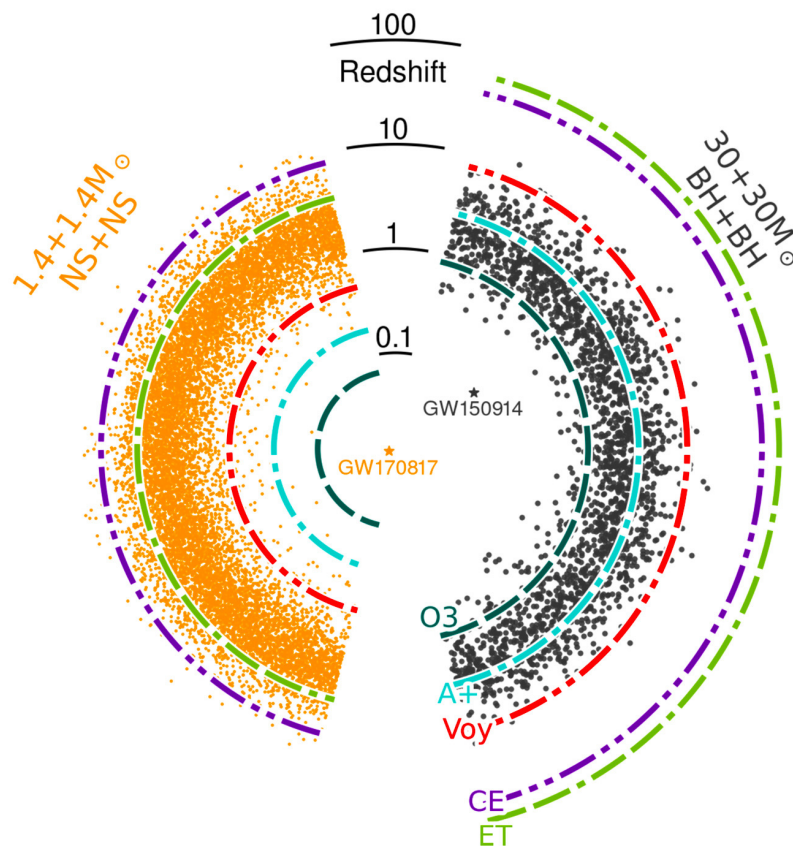 100
Redshift
10
1
0.1
1.4+1.4M⊙
NS+NS
30+30M⊙
BH+BH
GW150914
GW170817
O3
A+
Voy
CE
ET